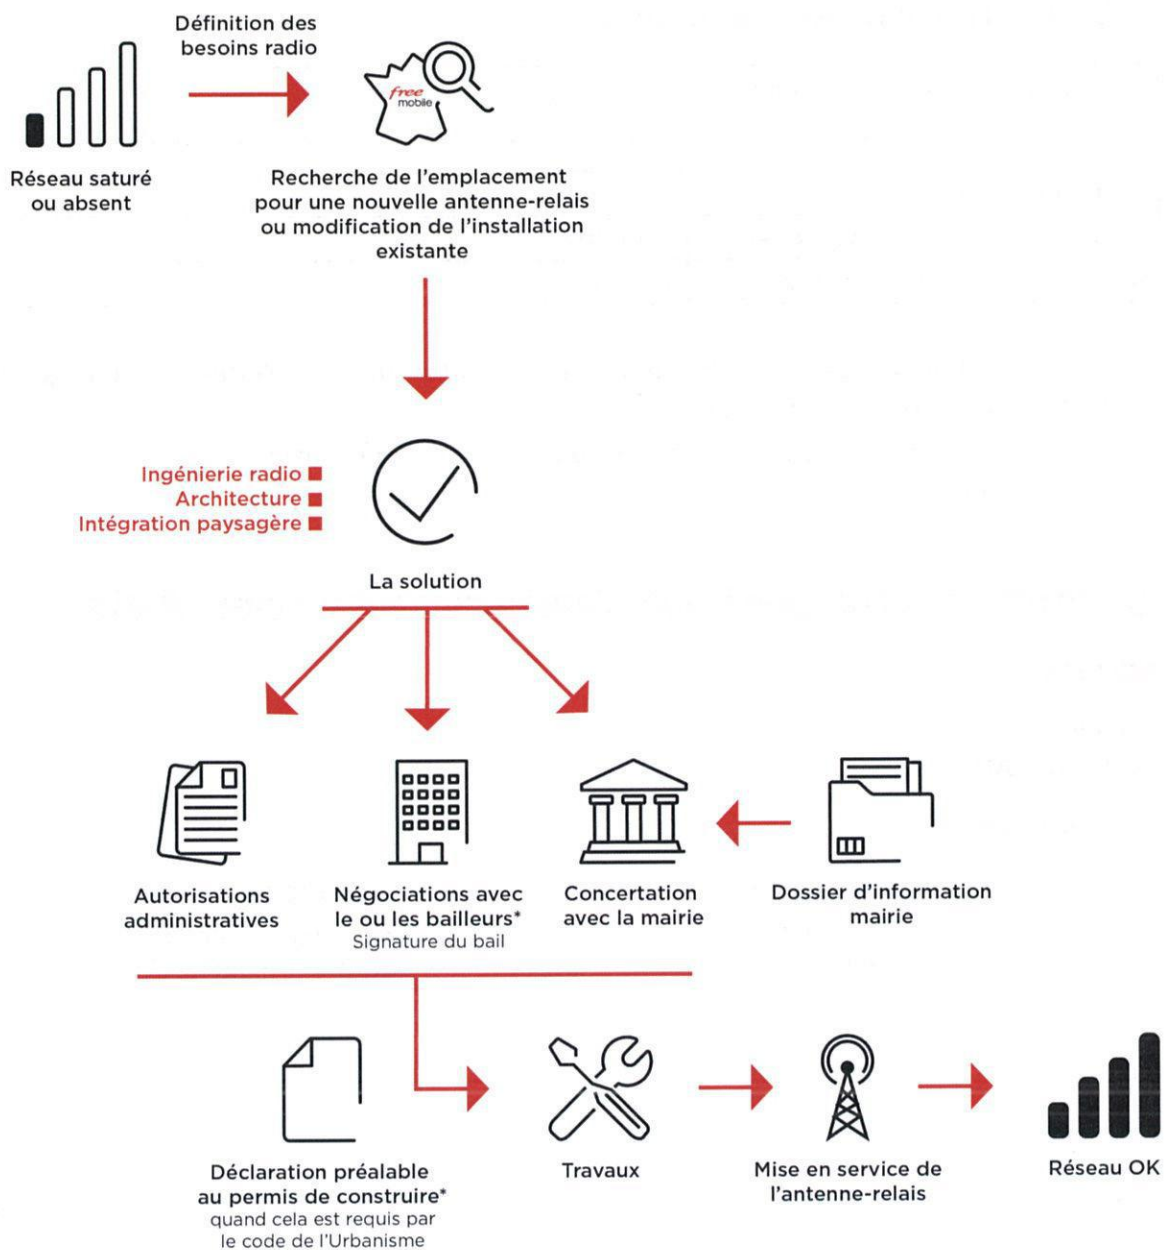 Définition des
besoins radio
free
mobile
Réseau saturé
ou absent
Recherche de l'emplacement
pour une nouvelle antenne-relais
ou modification de l'installation
existante
Ingénierie radio
Architecture
Intégration paysagère
La solution
Autorisations
administratives
Négociations avec
le ou les bailleurs*
Signature du bail
Concertation
avec la mairie
Dossier d'information
mairie
Déclaration préalable
au permis de construire*
quand cela est requis par
le code de l'Urbanisme
Travaux
Mise en service de
l'antenne-relais
Réseau OK